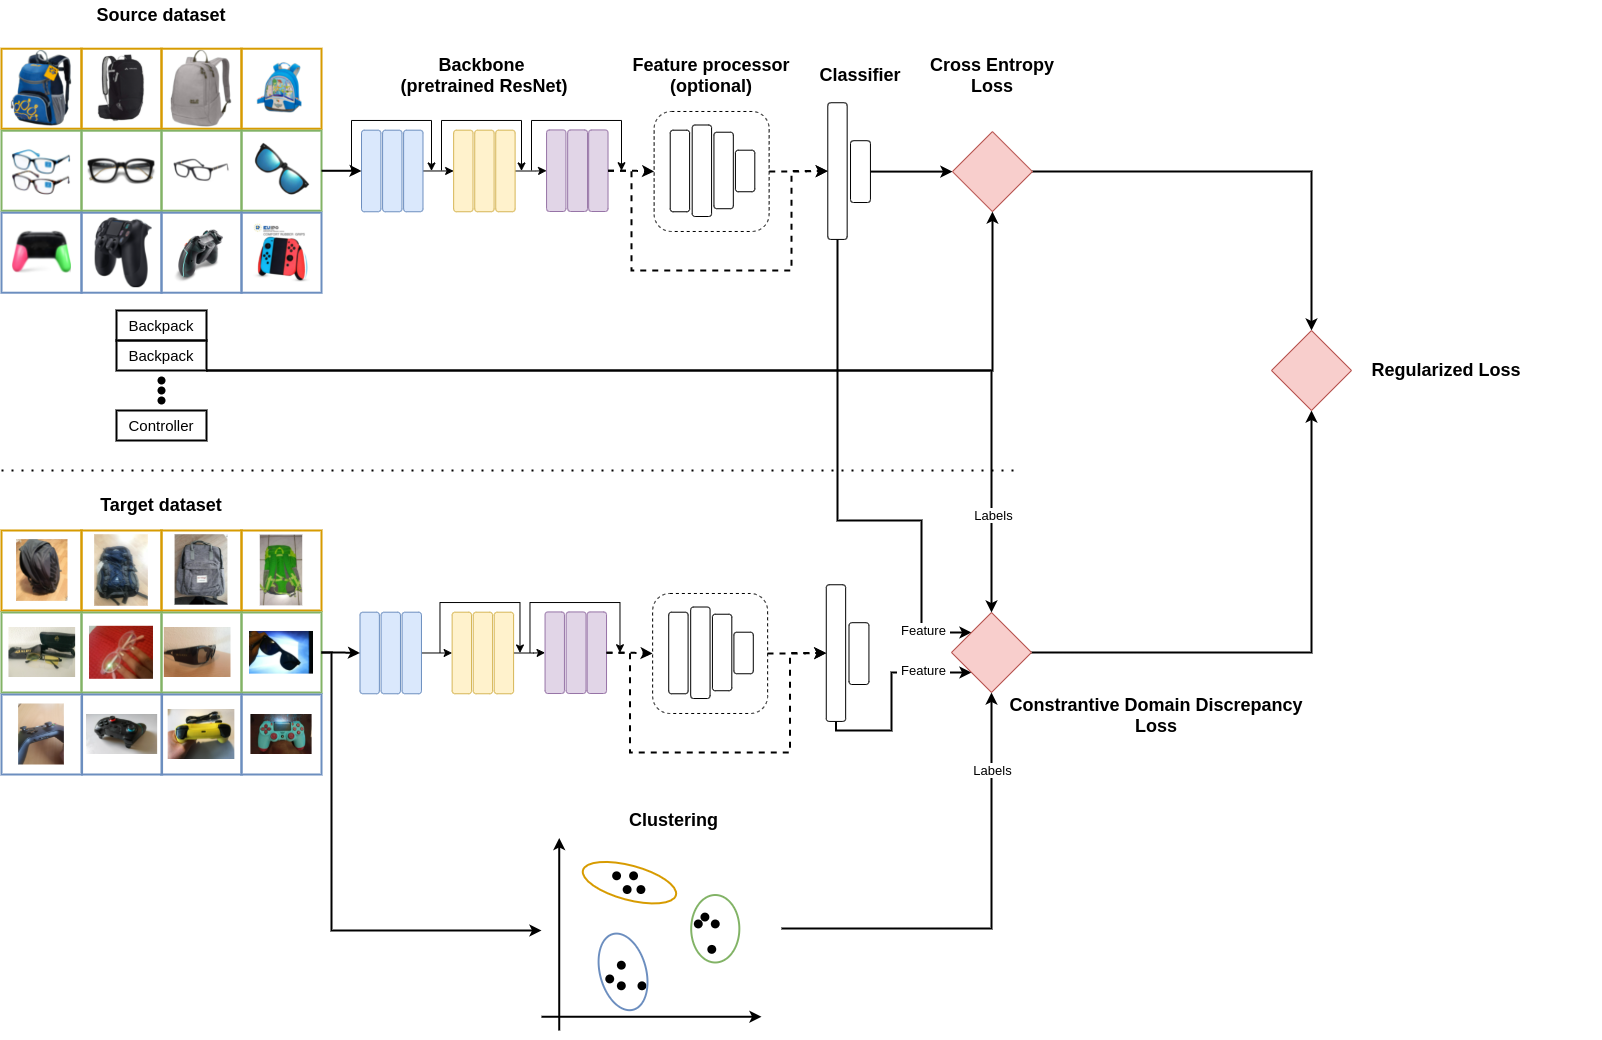 Source dataset
Backbone
(pretrained ResNet)
Feature processor
(optional)
Classifier
Cross Entropy
Loss
Backpack
Backpack
Controller
Regularized Loss
Target dataset
Labels
Feature
Feature
Constrantive Domain Discrepancy
Loss
Labels
Clustering